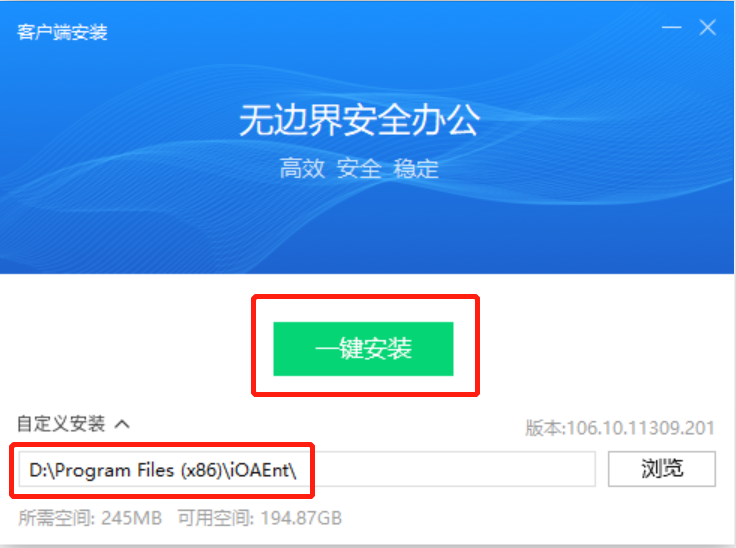 客户端安装
无边界安全办公
高效 安全 稳定
一键安装
自定义安装
版本:106.10.11309.201
D:\Program Files (x86)\iOAEnt\
浏览
所需空间: 245MB 可用空间: 194.87GB